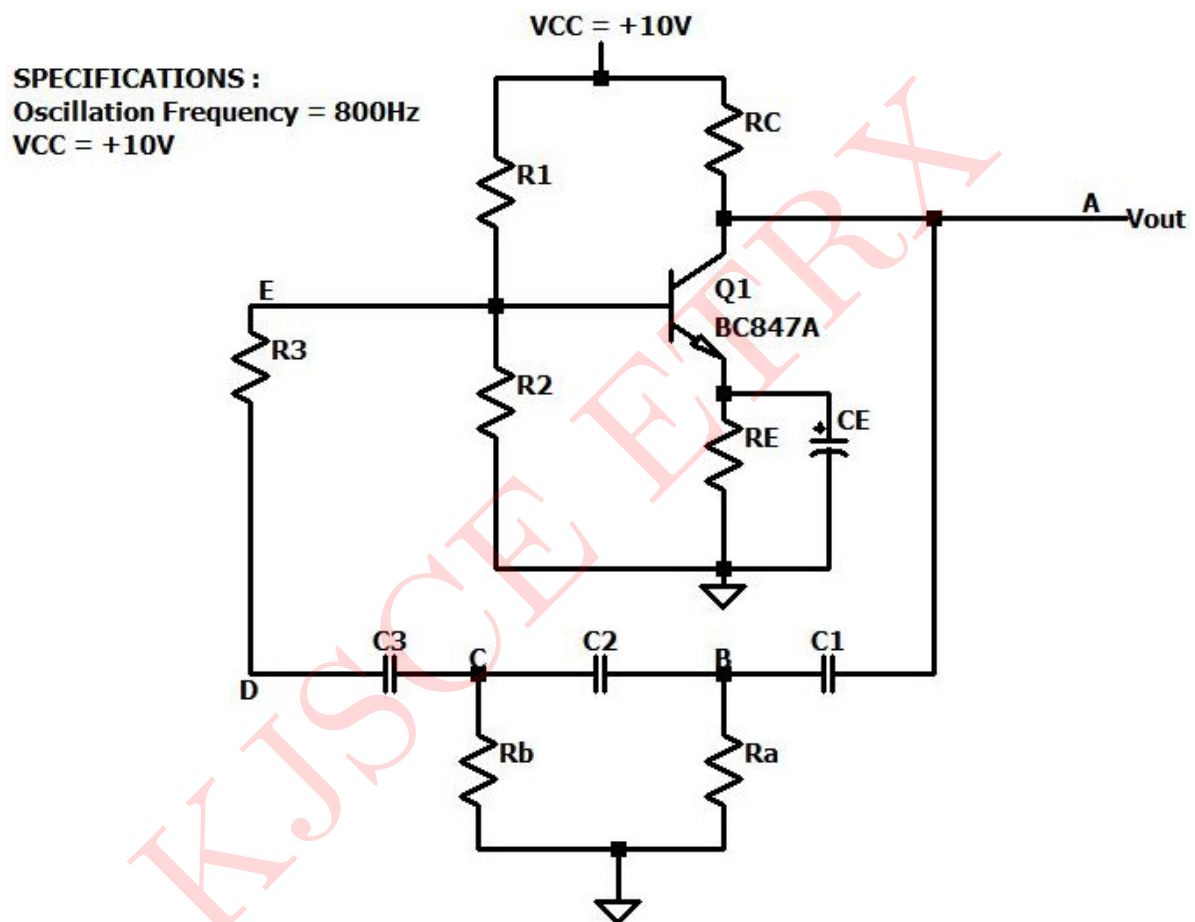 VCC = +10V
SPECIFICATIONS :
Oscillation Frequency = 800Hz
VCC = +10V
RC
R1
A
Vout
E
Q1
BC847A
R3
R2
CE
RE
C3
C
C2
B
C1
D
Rb
Ra
KJSCE ETRX